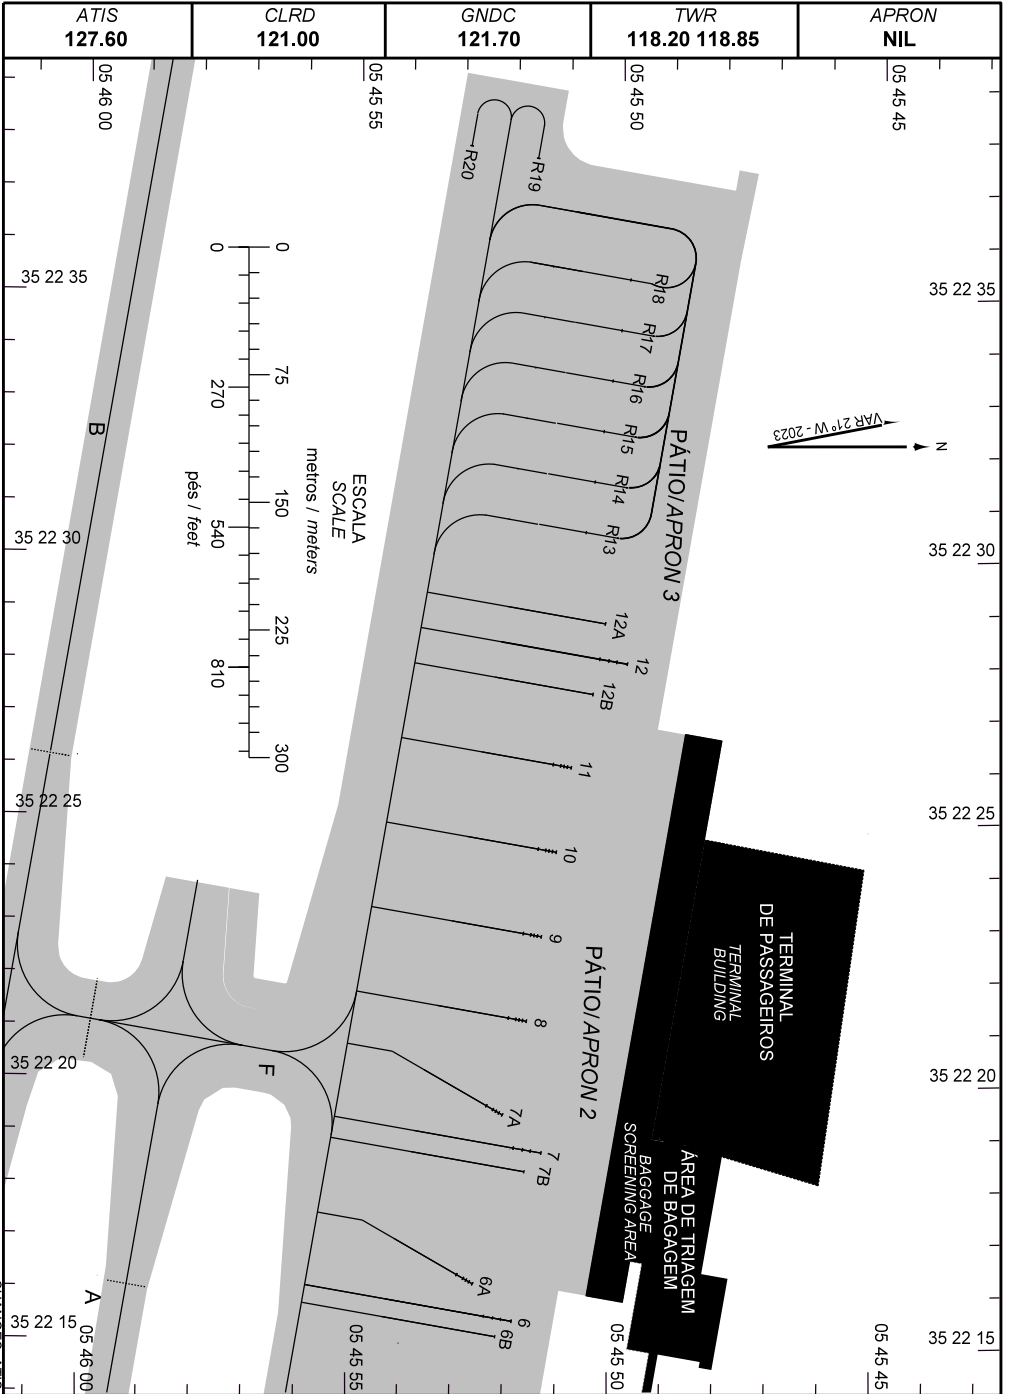 ATIS
127.60
CLRD
121.00
GNDC
121.70
TWR
118.20 118.85
APRON
NIL
05 46 00
05 45 55
05 45 50
05 45 45
R20
R19
R18
R17
R16
R15
R14
R13
35 22 35
35 22 35
0
75
150
225
300
0
270
540
810
ESCALA
SCALE
metros / meters
pés / feet
B
VAR 21° W - 2023
N
PÁTIO/APRON 3
35 22 30
35 22 30
12A
12
12B
11
10
9
8
7A
7
7B
6A
6
6B
35 22 25
35 22 25
TERMINAL
DE PASSAGEIROS
TERMINAL
BUILDING
PÁTIO/APRON 2
F
35 22 20
35 22 20
ÁREA DE TRIAGEM
DE BAGAGEM
BAGGAGE
SCREENING AREA
A
35 22 15
35 22 15
05 46 00
05 45 55
05 45 50
05 45 45